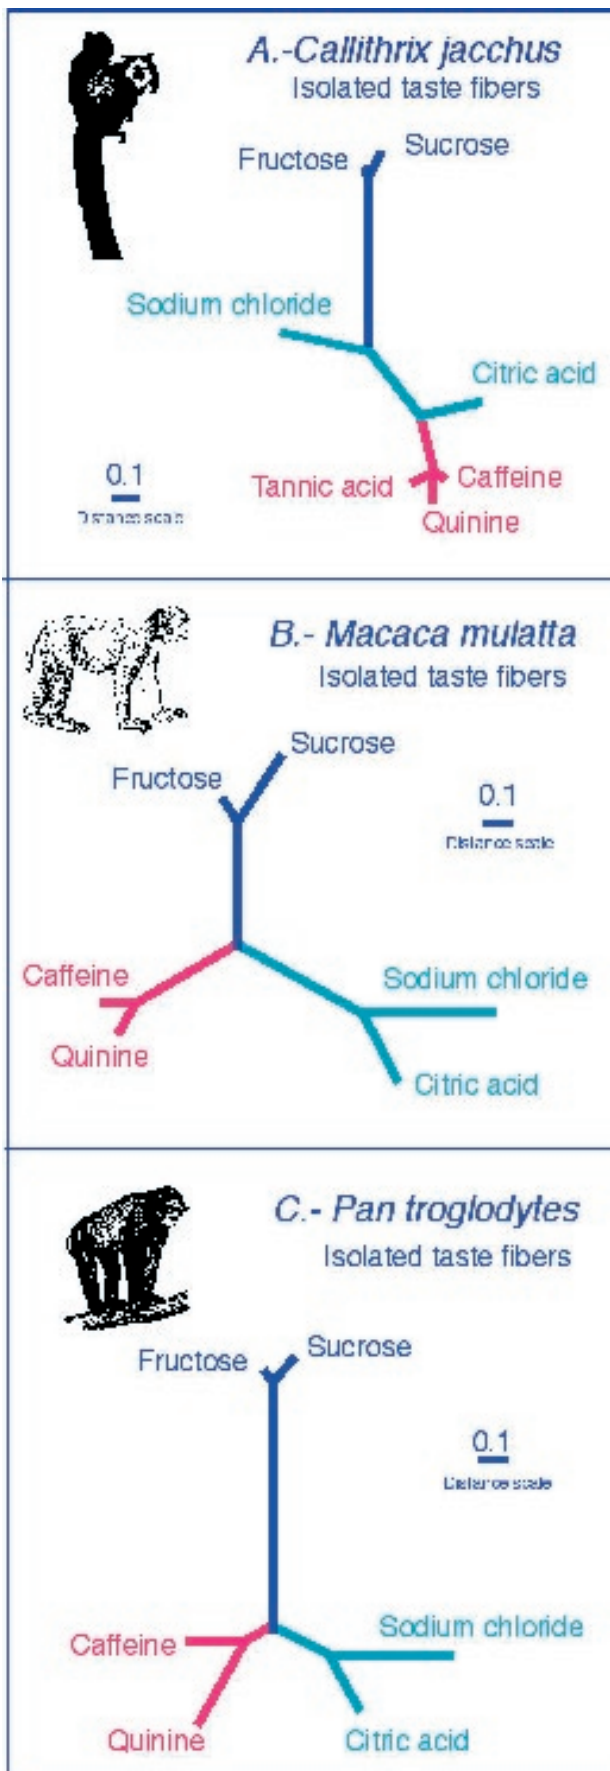 A.-Callithrix jacchus
Isolated taste fibers
Sucrose
Fructose
Sodium chloride
Citric acid
0.1
Distance scale
Tannic acid
Caffeine
Quinine
B.- Macaca mulatta
Isolated taste fibers
Sucrose
Fructose
0.1
Distance scale
Caffeine
Sodium chloride
Quinine
Citric acid
C.- Pan troglodytes
Isolated taste fibers
Sucrose
Fructose
0.1
Distance scale
Sodium chloride
Caffeine
Quinine
Citric acid